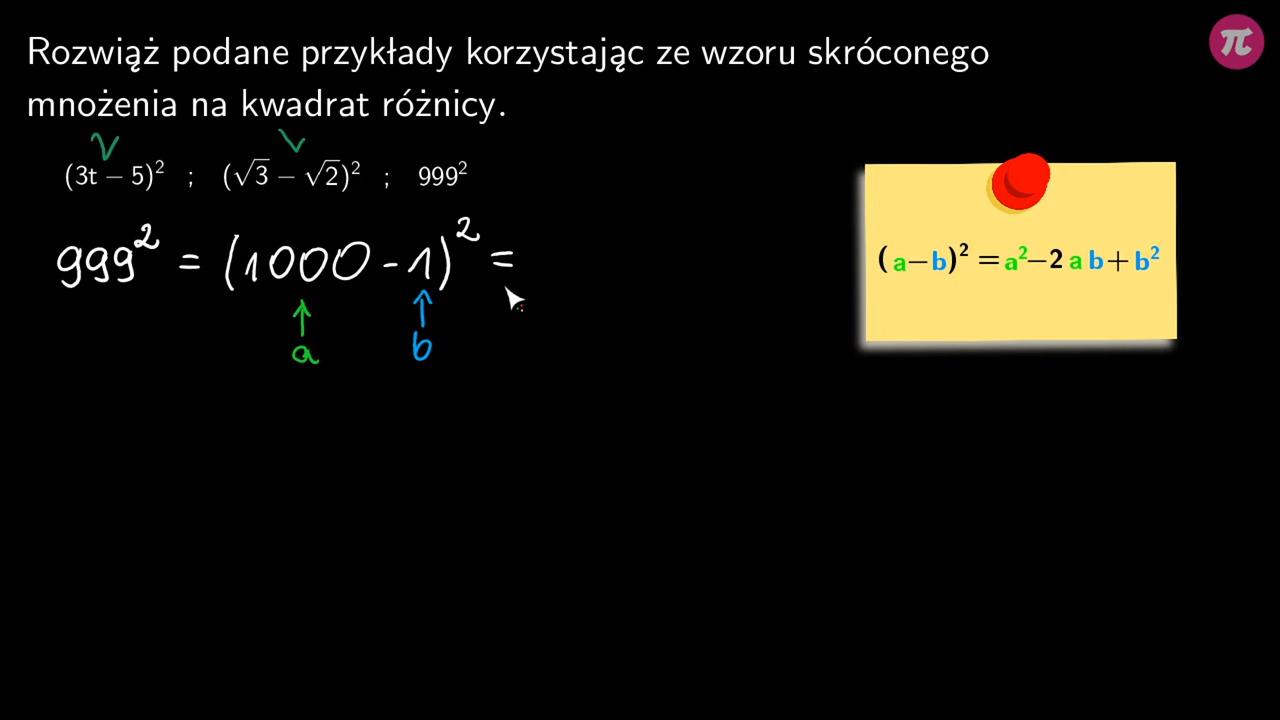 Rozwiąż podane przykłady korzystając ze wzoru skróconego
mnożenia na kwadrat różnicy.
(3t − 5)² ; (√3 − √2)² ; 999²
999² = (1000 - 1)² =
a b
(a−b)² = a²−2 a b + b²
π